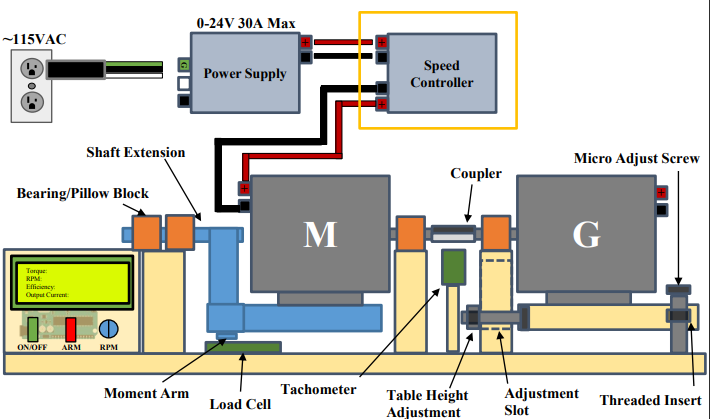 0-24V 30A Max
~115VAC
G
Power Supply
Speed
Controller
Shaft Extension
Bearing/Pillow Block
Coupler
Micro Adjust Screw
M
G
Torque:
RPM:
Efficiency:
Output Current:
ON/OFF
ARM
RPM
Moment Arm
Load Cell
Tachometer
Table Height
Adjustment
Adjustment
Slot
Threaded Insert